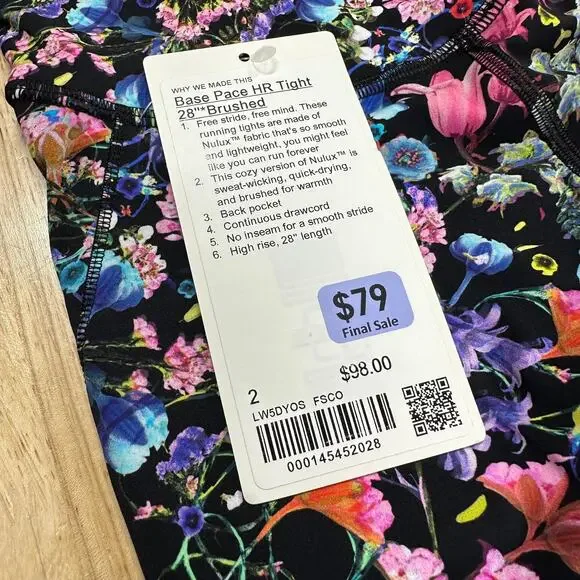 WHY WE MADE THIS
Base Pace HR Tight
28"*Brushed
1. Free stride, free mind. These
running tights are made of
Nulux™ fabric that's so smooth
and lightweight, you might feel
like you can run forever
2. This cozy version of Nulux™ is
sweat-wicking, quick-drying,
and brushed for warmth
3. Back pocket
4. Continuous drawcord
5. No inseam for a smooth stride
6. High rise, 28" length
$79
Final Sale
2 $98.00
LW5DYOS FSCO
000145452028